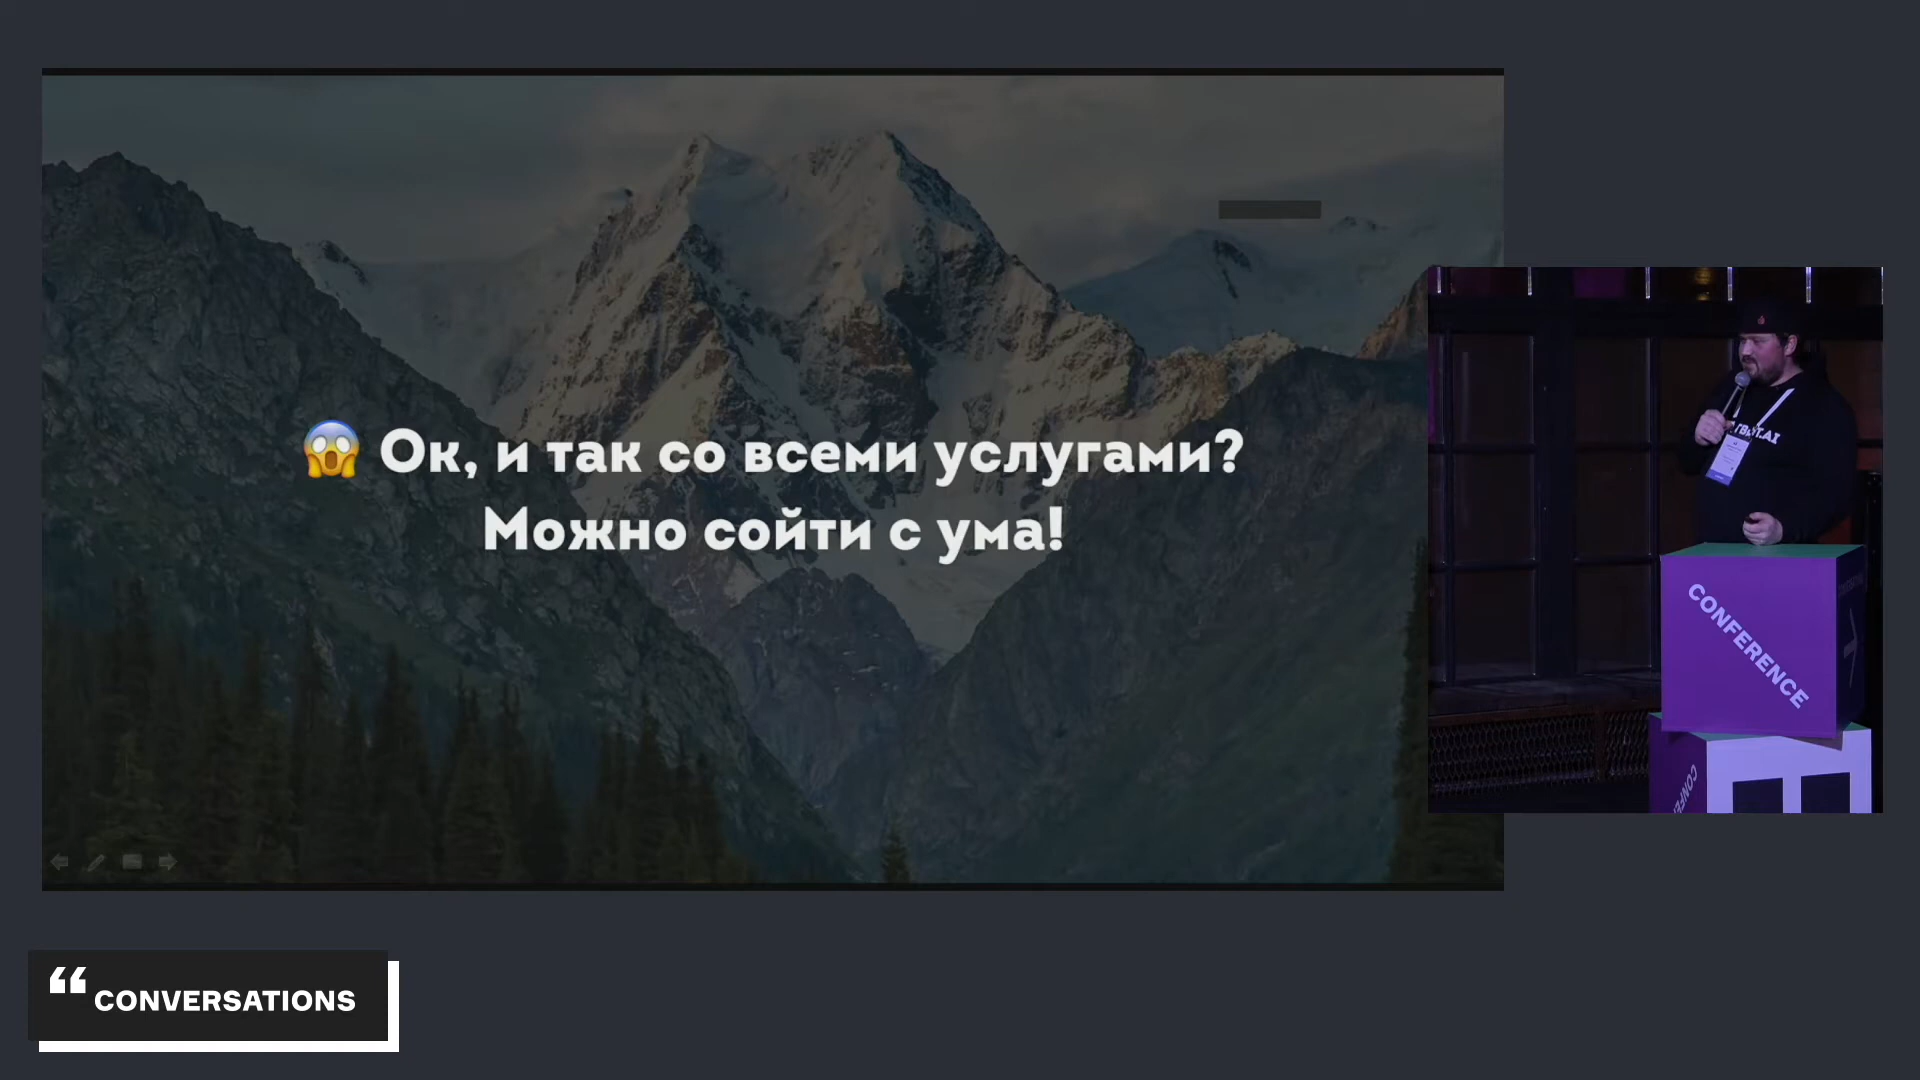 😱 Ок, и так со всеми услугами?
Можно сойти с ума!
CONFERENCE
“ CONVERSATIONS